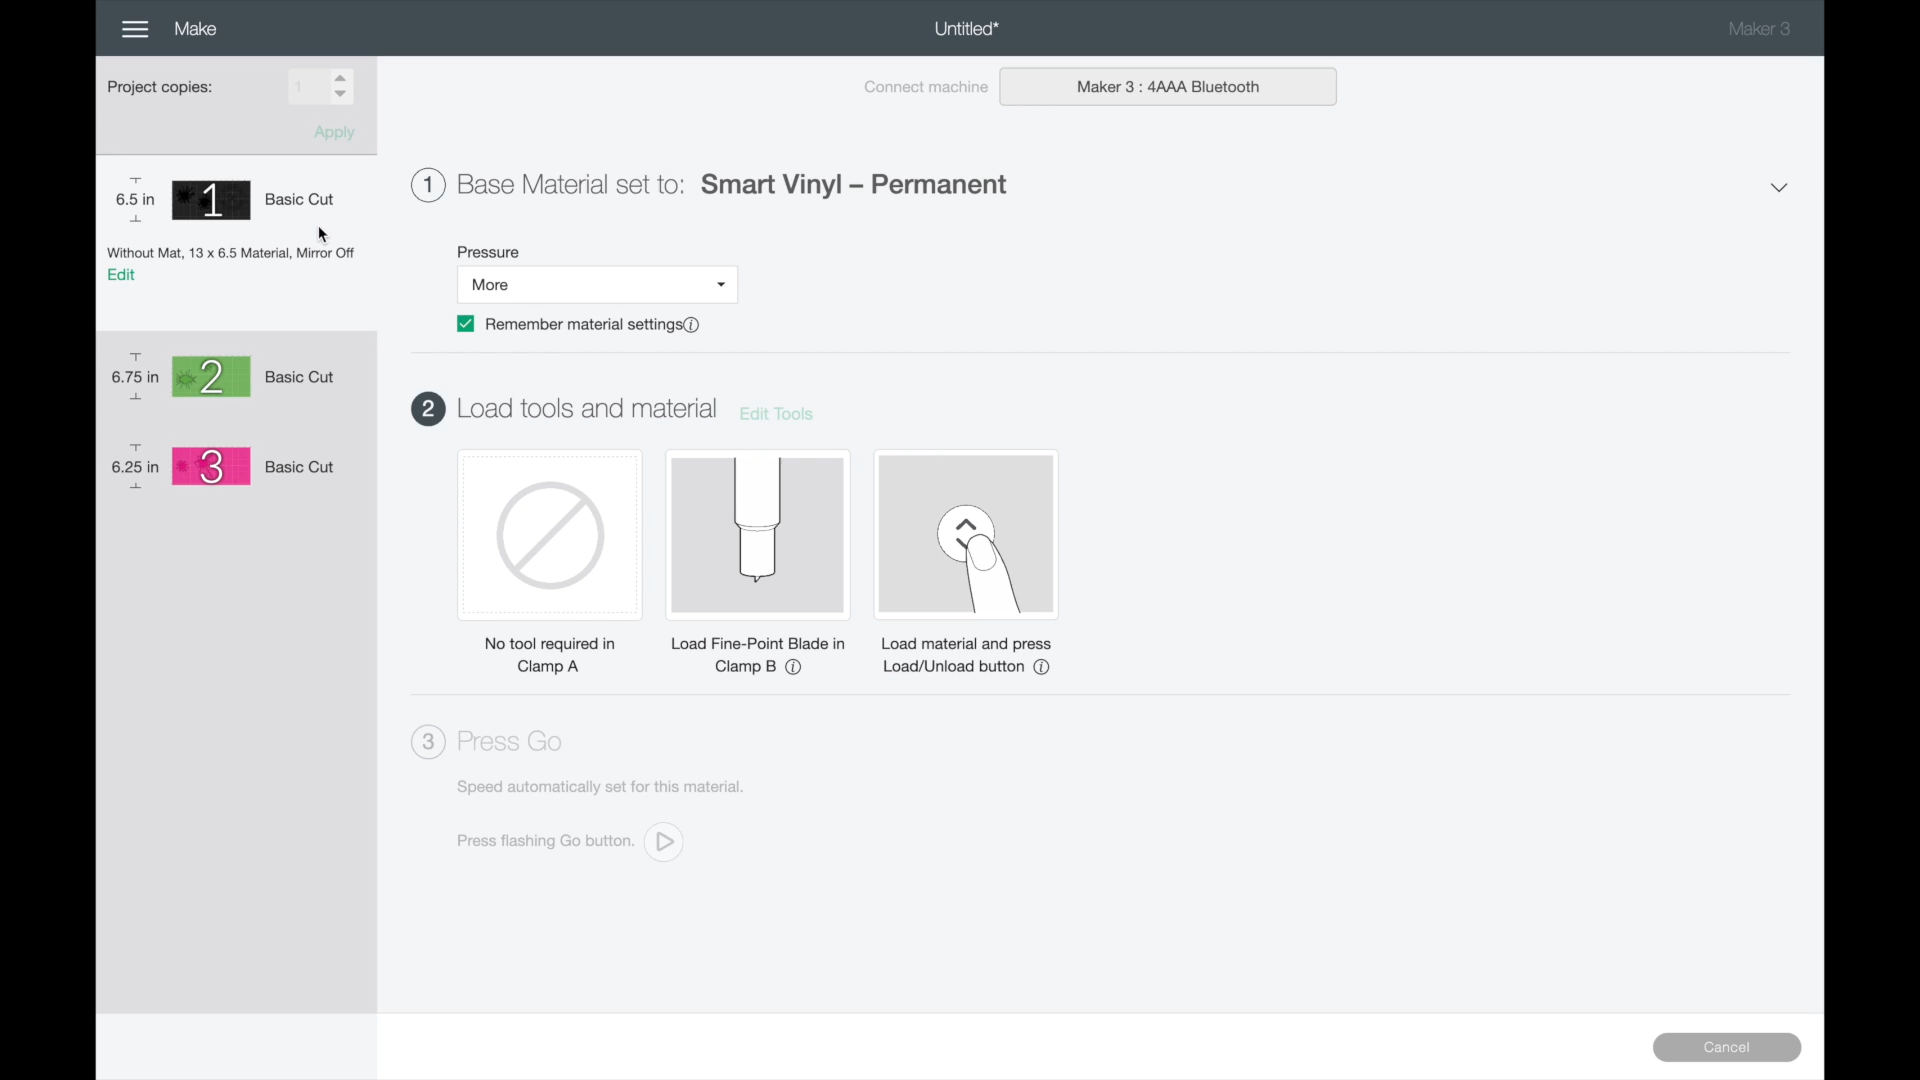 Make
Untitled*
Maker 3
Project copies:
1
Apply
Connect machine
Maker 3 : 4AAA Bluetooth
6.5 in
1
Basic Cut
Without Mat, 13 x 6.5 Material, Mirror Off
Edit
6.75 in
2
Basic Cut
6.25 in
3
Basic Cut
1 Base Material set to: Smart Vinyl – Permanent
Pressure
More
Remember material settings
2 Load tools and material
Edit Tools
No tool required in
Clamp A
Load Fine-Point Blade in
Clamp B
Load material and press
Load/Unload button
3 Press Go
Speed automatically set for this material.
Press flashing Go button.
Cancel